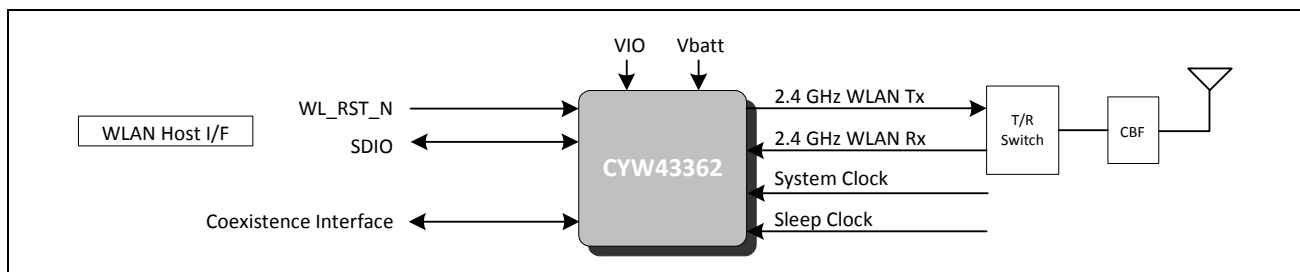 VIO
Vbatt
WL_RST_N
2.4 GHz WLAN Tx
WLAN Host I/F
T/R
Switch
CBF
SDIO
2.4 GHz WLAN Rx
CYW43362
System Clock
Coexistence Interface
Sleep Clock